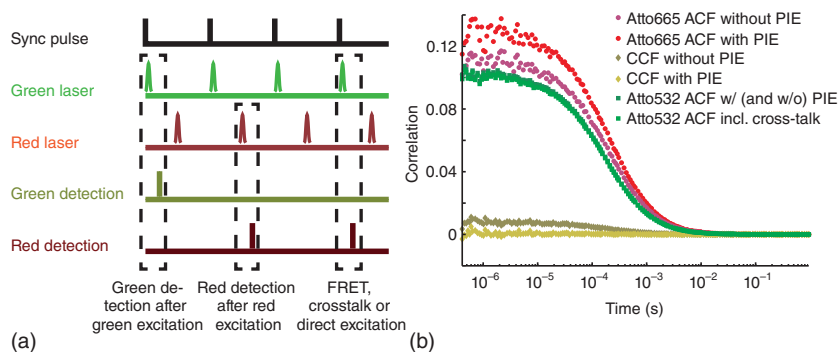 Sync pulse
Green laser
Red laser
Green detection
Red detection
Green de-
tection after
green excitation
Red detection
after red
excitation
FRET,
crosstalk or
direct excitation
(a)
Correlation
0.12
0.08
0.04
0
10⁻⁶
10⁻⁵
10⁻⁴
10⁻³
10⁻²
10⁻¹
Time (s)
Atto665 ACF without PIE
Atto665 ACF with PIE
CCF without PIE
CCF with PIE
Atto532 ACF w/ (and w/o) PIE
Atto532 ACF incl. cross-talk
(b)